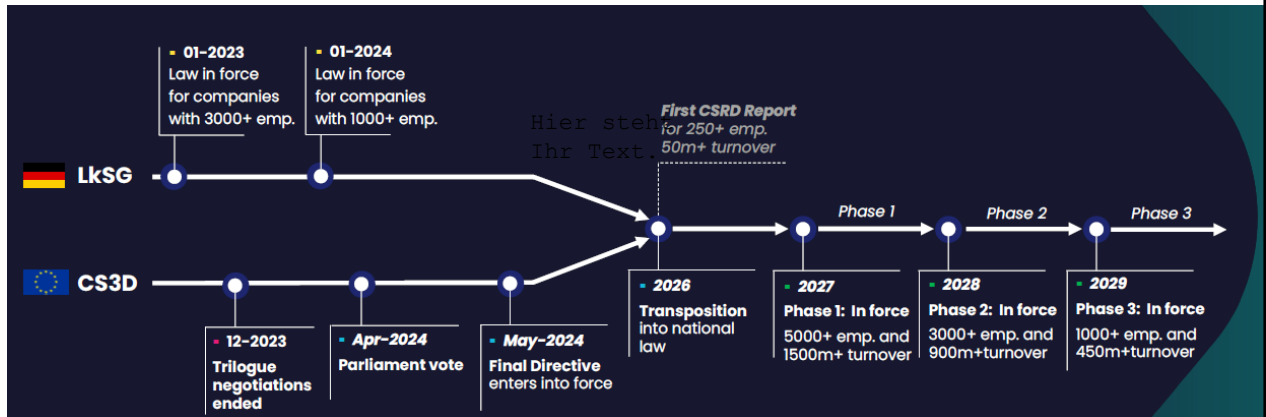 01-2023
Law in force
for companies
with 3000+ emp.
01-2024
Law in force
for companies
with 1000+ emp.
Hier steht
Ihr Text.
First CSRD Report
for 250+ emp.
50m+ turnover
LkSG
Phase 1
Phase 2
Phase 3
CS3D
12-2023
Trilogue
negotiations
ended
Apr-2024
Parliament vote
May-2024
Final Directive
enters into force
2026
Transposition
into national
law
2027
Phase 1: In force
5000+ emp. and
1500m+ turnover
2028
Phase 2: In force
3000+ emp. and
900m+turnover
2029
Phase 3: In force
1000+ emp. and
450m+turnover